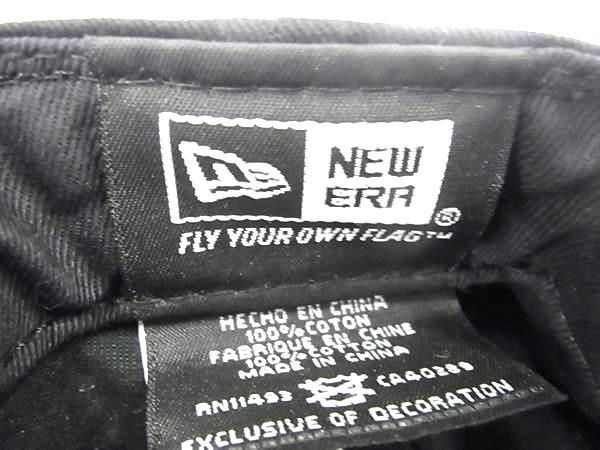 NEW
ERA®
FLY YOUR OWN FLAG™
HECHO EN CHINA
100% COTON
FABRIQUE EN CHINE
100% COTTON
MADE IN CHINA
RN11493 CA40289
EXCLUSIVE OF DECORATION